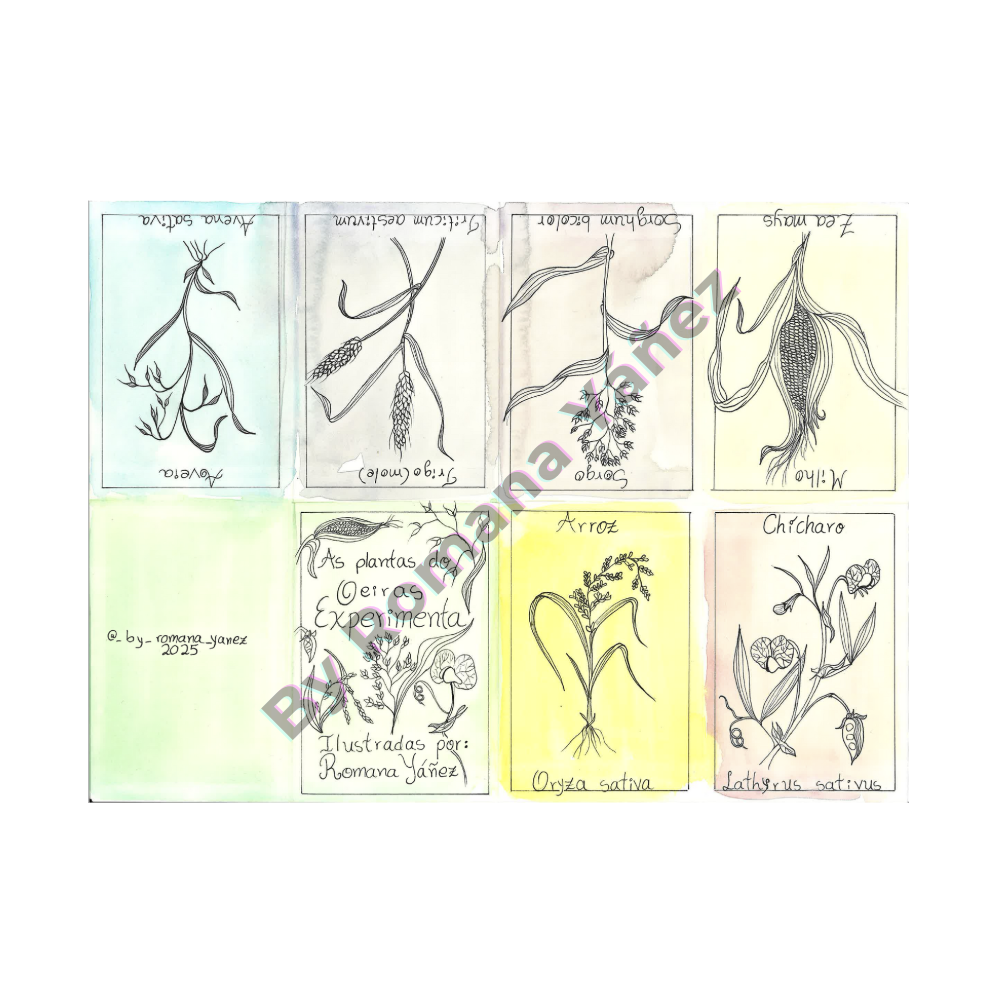 Avena sativa
Aveia
Triticum aestivum
Trigo (mole)
Sorghum bicolor
Sorgo
Zea mays
Milho
@_by_romana_yanez
2025
As plantas do
Oeiras
Experimenta
Ilustradas por:
Romana Yáñez
Arroz
Oryza sativa
Chícharo
Lathyrus sativus
By Romana Yáñez